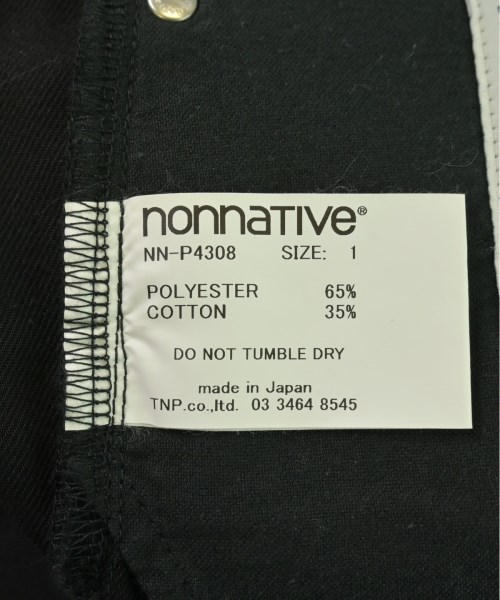 nonnaTive®
NN-P4308 SIZE: 1
POLYESTER 65%
COTTON 35%
DO NOT TUMBLE DRY
made in Japan
TNP.co.,ltd. 03 3464 8545